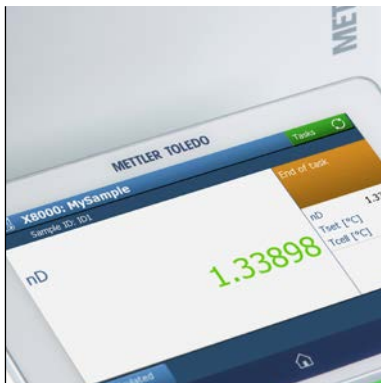 METTLER TOLEDO
Tasks
X8000: MySample
Sample ID: ID1
End of task
nD
1.33898
nD
Tset [°C]
Tcell [°C]